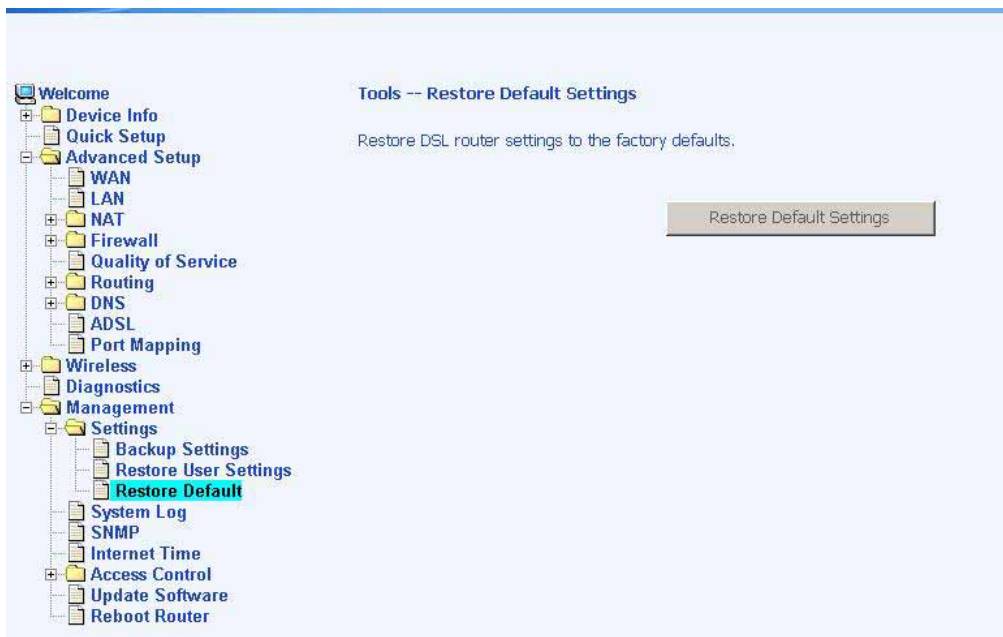 Welcome
Device Info
Quick Setup
Advanced Setup
WAN
LAN
NAT
Firewall
Quality of Service
Routing
DNS
ADSL
Port Mapping
Wireless
Diagnostics
Management
Settings
Backup Settings
Restore User Settings
Restore Default
System Log
SNMP
Internet Time
Access Control
Update Software
Reboot Router
Tools -- Restore Default Settings
Restore DSL router settings to the factory defaults.
Restore Default Settings